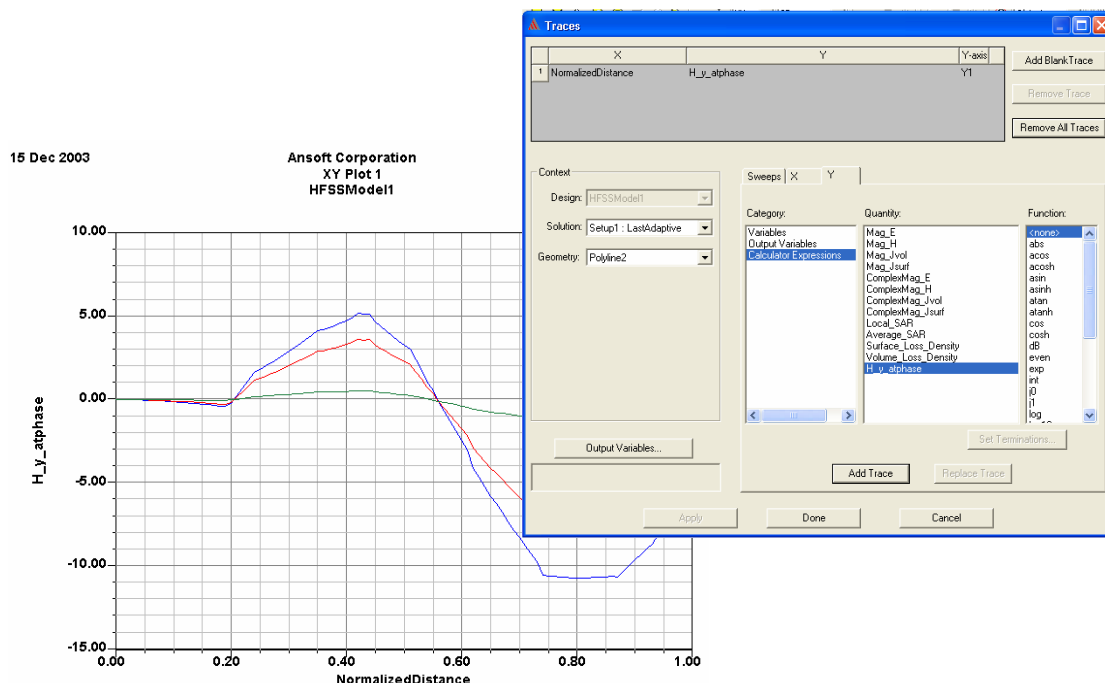 Traces
X Y Y-axis
1 NormalizedDistance H_y_atphase Y1
Add BlankTrace
Remove Trace
Remove All Traces
15 Dec 2003
Ansoft Corporation
XY Plot 1
HFSSModel1
Context
Design: HFSSModel1
Solution: Setup1 : LastAdaptive
Geometry: Polyline2
Output Variables...
Sweeps X Y
Category:
Variables
Output Variables
Calculator Expressions
Quantity:
Mag_E
Mag_H
Mag_Jvol
Mag_Jsurf
ComplexMag_E
ComplexMag_H
ComplexMag_Jvol
ComplexMag_Jsurf
Local_SAR
Average_SAR
Surface_Loss_Density
Volume_Loss_Density
H_y_atphase
Function:
<none>
abs
acos
acosh
asin
asinh
atan
atanh
cos
cosh
dB
even
exp
int
j0
j1
log
Set Terminations...
Add Trace
Replace Trace
Apply
Done
Cancel
10.00
5.00
0.00
-5.00
-10.00
-15.00
H_y_atphase
0.00 0.20 0.40 0.60 0.80 1.00
NormalizedDistance